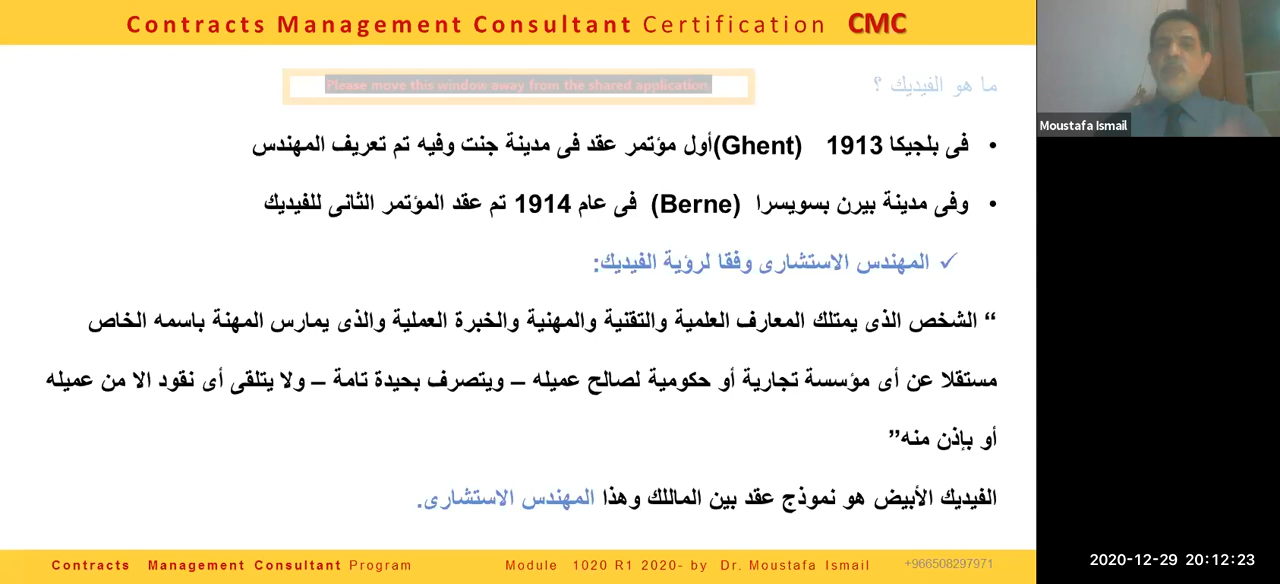 Contracts Management Consultant Certification CMC
Please move this window away from the shared application
ما هو الفيديك ؟
Moustafa Ismail
• فى بلجيكا 1913 (Ghent)أول مؤتمر عقد فى مدينة جنت وفيه تم تعريف المهندس
• وفى مدينة بيرن بسويسرا (Berne) فى عام 1914 تم عقد المؤتمر الثانى للفيديك
✓ المهندس الاستشارى وفقا لرؤية الفيديك:
“ الشخص الذى يمتلك المعارف العلمية والتقنية والمهنية والخبرة العملية والذى يمارس المهنة باسمه الخاص
مستقلا عن أى مؤسسة تجارية أو حكومية لصالح عميله – ويتصرف بحيدة تامة – ولا يتلقى أى نقود الا من عميله
أو بإذن منه”
الفيديك الأبيض هو نموذج عقد بين المالك وهذا المهندس الاستشارى.
Contracts Management Consultant Program
Module 1020 R1 2020- by Dr. Moustafa Ismail
+966508297971
2020-12-29 20:12:23